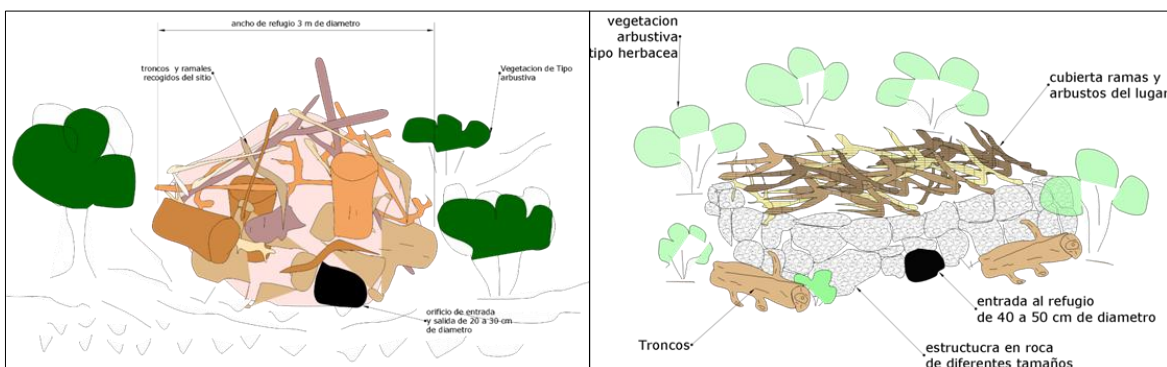 ancho de refugio 3 m de diametro
troncos y ramales
recogidos del sitio
Vegetacion de Tipo
arbustiva
orificio de entrada
y salida de 20 a 30 cm
de diametro
vegetacion
arbustiva
tipo herbacea
cubierta ramas y
arbustos del lugar
entrada al refugio
de 40 a 50 cm de diametro
Troncos
estructucra en roca
de diferentes tamaños